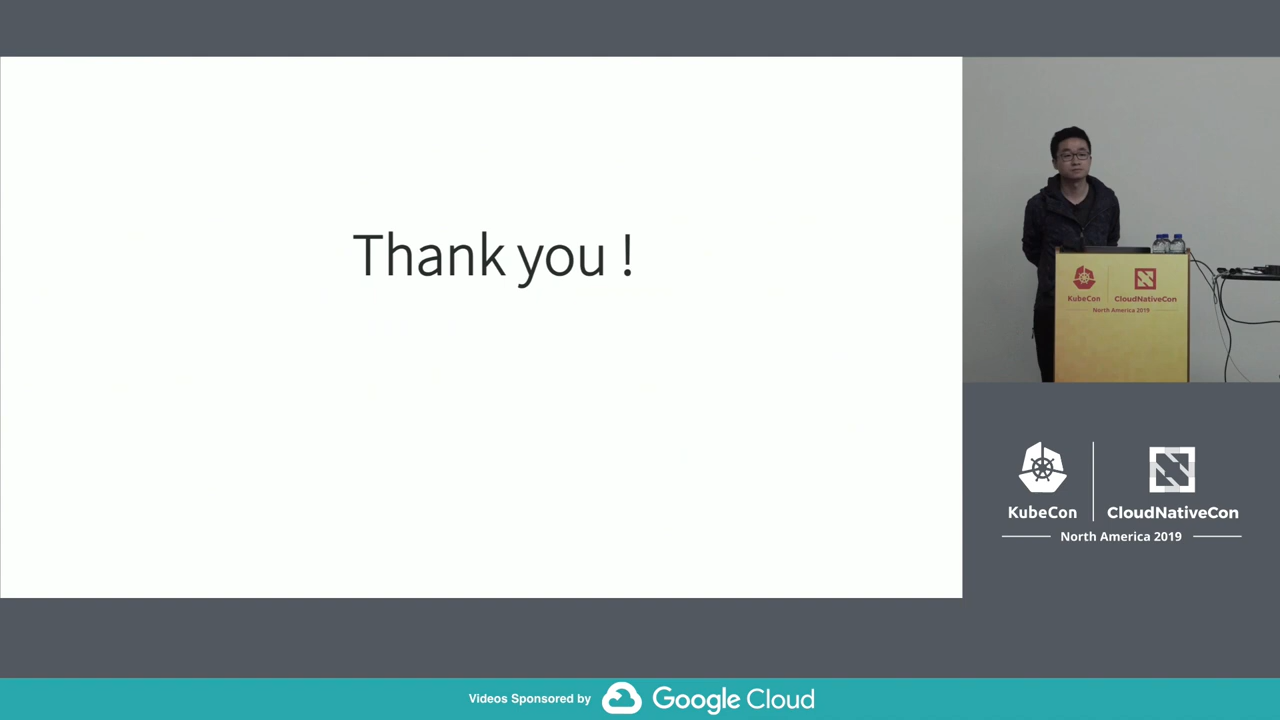 Thank you !
KubeCon
CloudNativeCon
North America 2019
KubeCon
CloudNativeCon
North America 2019
Videos Sponsored by Google Cloud